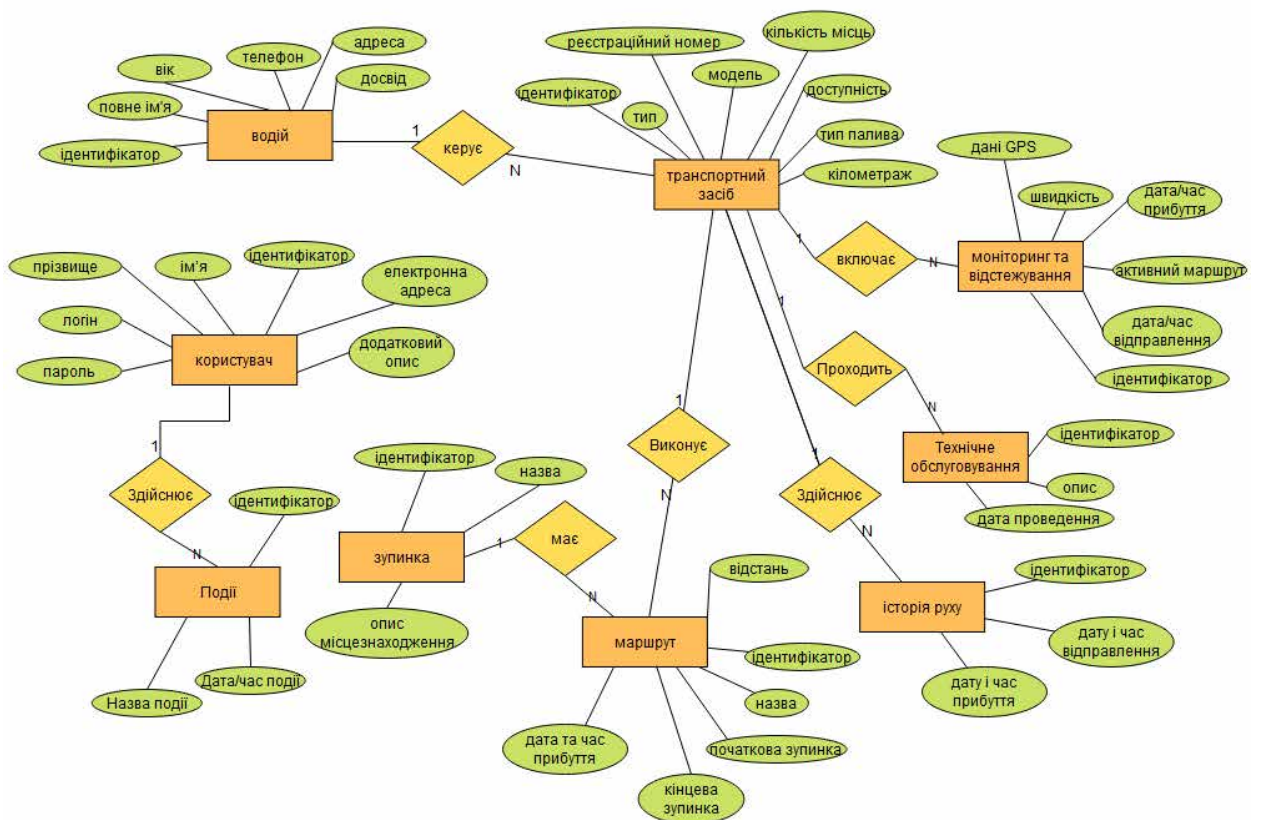 адреса
телефон
вік
досвід
повне ім'я
водій
ідентифікатор
1
керує
N
реєстраційний номер
кількість місць
модель
ідентифікатор
доступність
тип
тип палива
транспортний
засіб
кілометраж
дані GPS
швидкість
дата/час
прибуття
1
включає
N
моніторинг та
відстежування
активний маршрут
дата/час
відправлення
ідентифікатор
прізвище
ім'я
ідентифікатор
електронна
адреса
логін
користувач
додатковий
опис
пароль
1
Проходить
N
Технічне
обслуговування
ідентифікатор
опис
дата проведення
1
Здійснює
N
ідентифікатор
Події
Назва події
Дата/час події
ідентифікатор
назва
зупинка
1
має
N
опис
місцезнаходження
1
Виконує
N
1
Здійснює
N
відстань
маршрут
ідентифікатор
назва
початкова зупинка
дата та час
прибуття
кінцева
зупинка
ідентифікатор
історія руху
дату і час
відправлення
дату і час
прибуття